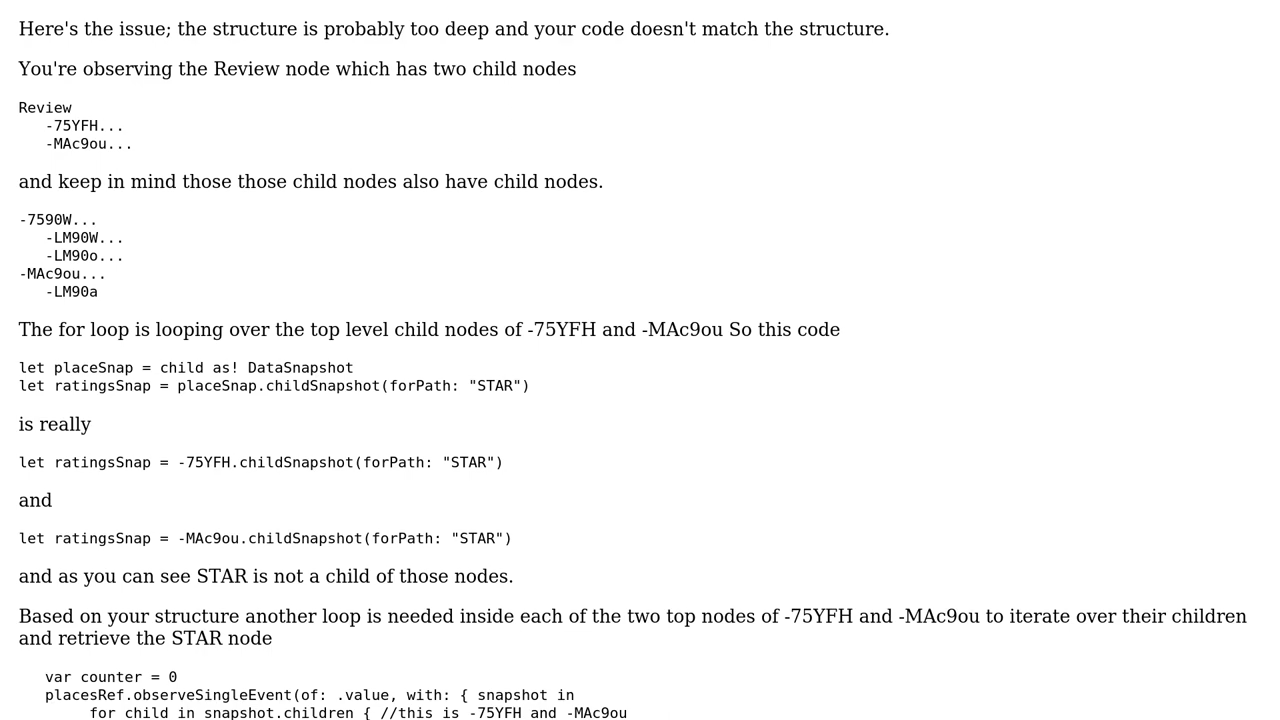 Here's the issue; the structure is probably too deep and your code doesn't match the structure.
You're observing the Review node which has two child nodes
Review
   -75YFH...
   -MAc9ou...
and keep in mind those those child nodes also have child nodes.
-7590W...
   -LM90W...
   -LM90o...
-MAc9ou...
   -LM90a
The for loop is looping over the top level child nodes of -75YFH and -MAc9ou So this code
let placeSnap = child as! DataSnapshot
let ratingsSnap = placeSnap.childSnapshot(forPath: "STAR")
is really
let ratingsSnap = -75YFH.childSnapshot(forPath: "STAR")
and
let ratingsSnap = -MAc9ou.childSnapshot(forPath: "STAR")
and as you can see STAR is not a child of those nodes.
Based on your structure another loop is needed inside each of the two top nodes of -75YFH and -MAc9ou to iterate over their children
and retrieve the STAR node
   var counter = 0
   placesRef.observeSingleEvent(of: .value, with: { snapshot in
        for child in snapshot.children { //this is -75YFH and -MAc9ou